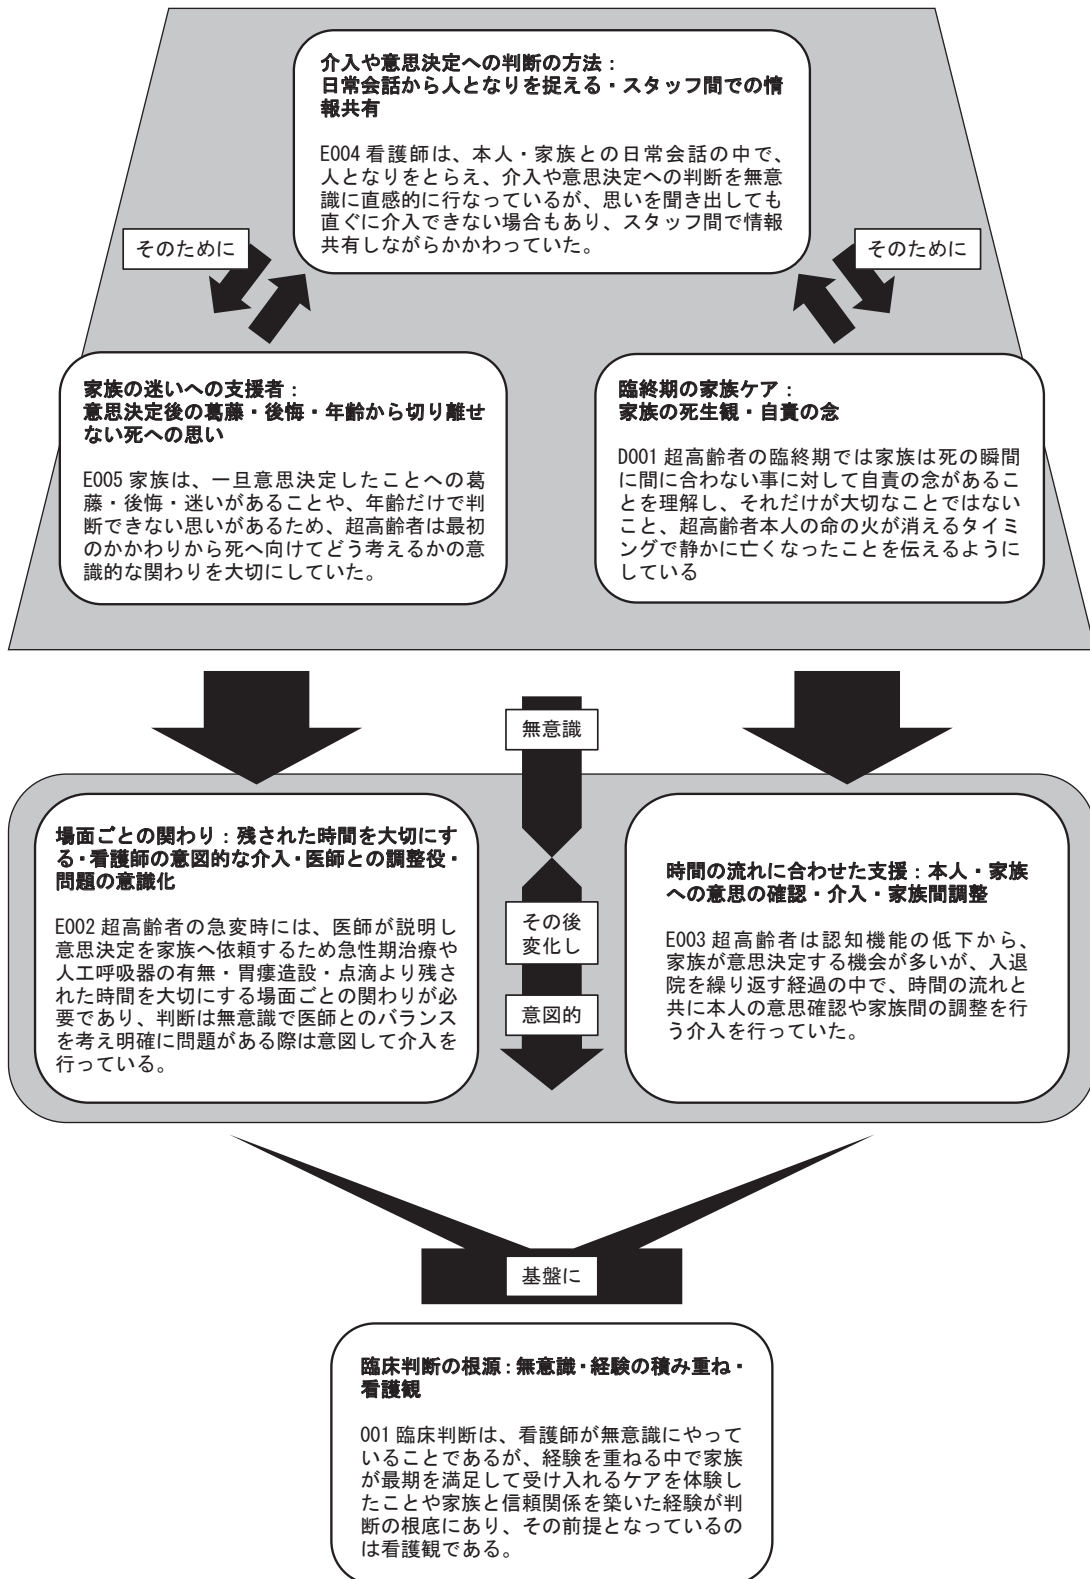 介入や意思決定への判断の方法：
日常会話から人となりを捉える・スタッフ間での情
報共有
E004 看護師は、本人・家族との日常会話の中で、
人となりをとらえ、介入や意思決定への判断を無意
識に直感的に行なっているが、思いを聞き出しても
直ぐに介入できない場合もあり、スタッフ間で情報
共有しながらかかわっていた。
そのために
そのために
家族の迷いへの支援者：
意思決定後の葛藤・後悔・年齢から切り離せ
ない死への思い
E005 家族は、一旦意思決定したことへの葛
藤・後悔・迷いがあることや、年齢だけで判
断できない思いがあるため、超高齢者は最初
のかかわりから死へ向けてどう考えるかの意
識的な関わりを大切にしていた。
臨終期の家族ケア：
家族の死生観・自責の念
D001 超高齢者の臨終期では家族は死の瞬間
に間に合わない事に対して自責の念があるこ
とを理解し、それだけが大切なことではない
こと、超高齢者本人の命の火が消えるタイミ
ングで静かに亡くなったことを伝えるように
している
無意識
場面ごとの関わり：残された時間を大切にす
る・看護師の意図的な介入・医師との調整役・
問題の意識化
E002 超高齢者の急変時には、医師が説明し
意思決定を家族へ依頼するため急性期治療や
人工呼吸器の有無・胃瘻造設・点滴より残さ
れた時間を大切にする場面ごとの関わりが必
要であり、判断は無意識で医師とのバランス
を考え明確に問題がある際は意図して介入を
行っている。
その後
変化し
意図的
時間の流れに合わせた支援：本人・家族
への意思の確認・介入・家族間調整
E003 超高齢者は認知機能の低下から、
家族が意思決定する機会が多いが、入退
院を繰り返す経過の中で、時間の流れと
共に本人の意思確認や家族間の調整を行
う介入を行っていた。
基盤に
臨床判断の根源：無意識・経験の積み重ね・
看護観
001 臨床判断は、看護師が無意識にやって
いることであるが、経験を重ねる中で家族
が最期を満足して受け入れるケアを体験し
たことや家族と信頼関係を築いた経験が判
断の根底にあり、その前提となっているの
は看護観である。